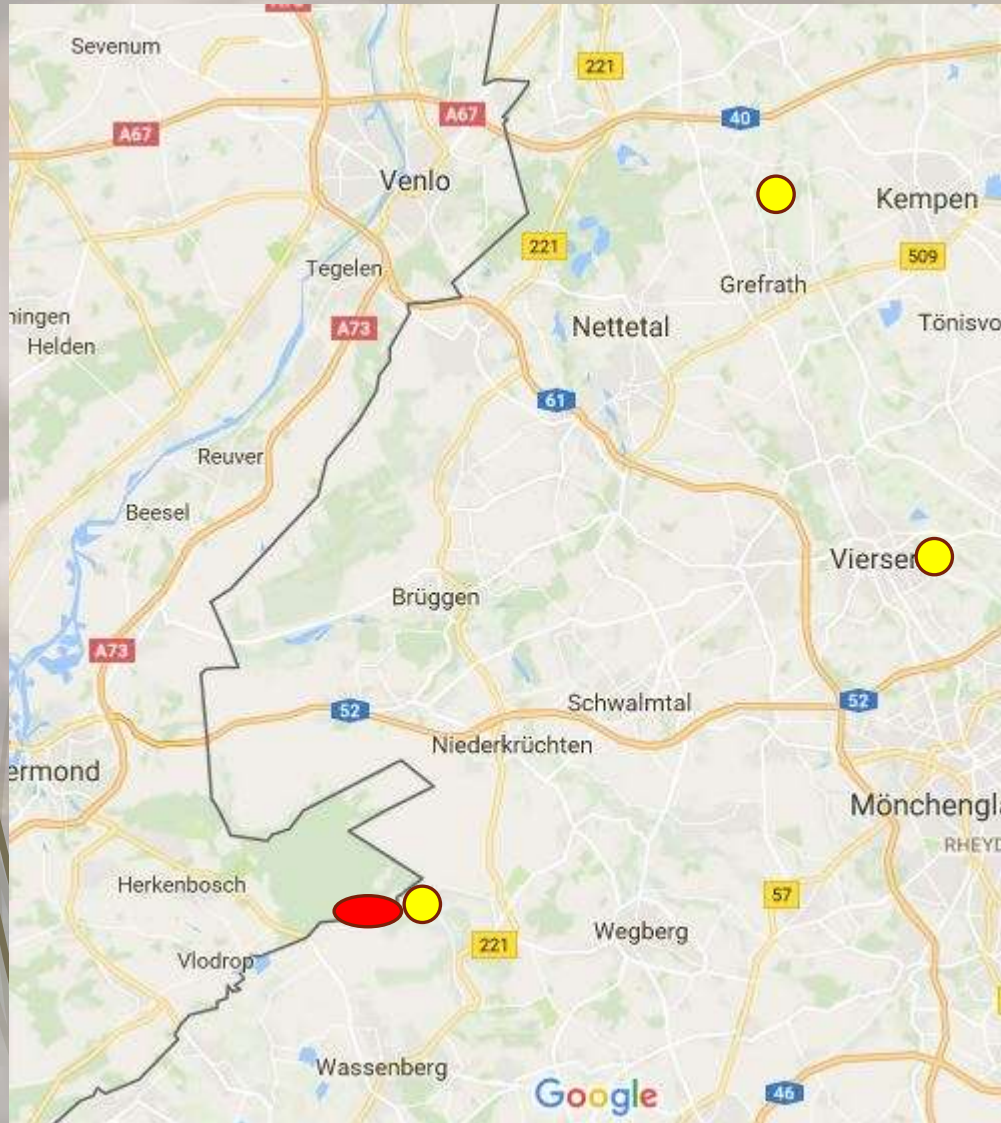 Sevenum
221
A67
40
A67
Venlo
Kempen
221
509
Tegelen
Grefrath
ningen
Helden
A73
Nettetal
Tönisvo
61
Reuver
Beesel
Viersen
Brüggen
A73
52
Schwalmtal
52
Niederkrüchten
ermond
Mönchengla
RHEYD
Herkenbosch
57
Wegberg
221
Vlodrop
Wassenberg
Google
46